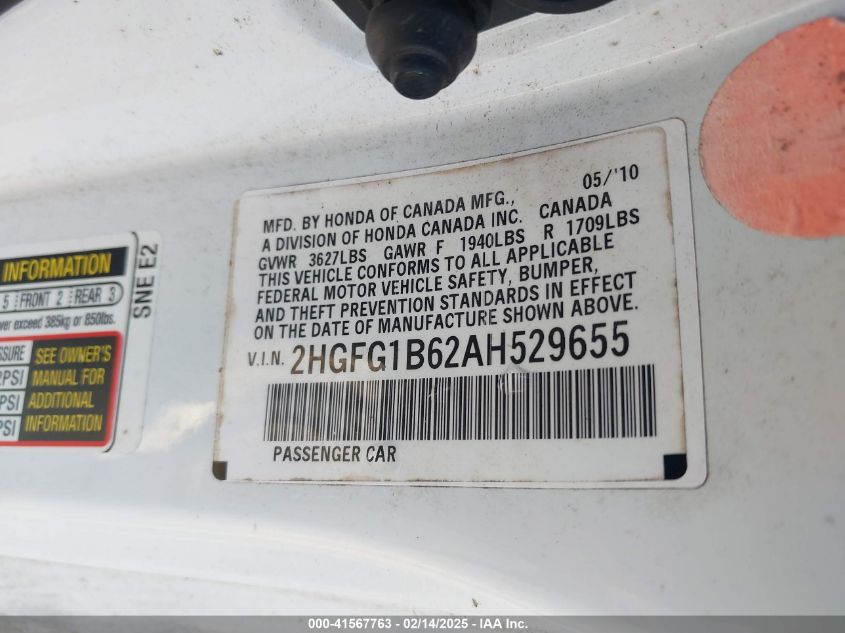 05/'10
MFD. BY HONDA OF CANADA MFG.,
A DIVISION OF HONDA CANADA INC. CANADA
GVWR 3627LBS GAWR F 1940LBS R 1709LBS
THIS VEHICLE CONFORMS TO ALL APPLICABLE
FEDERAL MOTOR VEHICLE SAFETY, BUMPER,
AND THEFT PREVENTION STANDARDS IN EFFECT
ON THE DATE OF MANUFACTURE SHOWN ABOVE.
V.I.N. 2HGFG1B62AH529655
PASSENGER CAR
INFORMATION
5 FRONT 2 REAR 3
exceed 385kg or 850lbs.
SNE E2
SEE OWNER'S
PSI MANUAL FOR
PSI ADDITIONAL
PSI INFORMATION
000-41567763 - 02/14/2025 - IAA Inc.